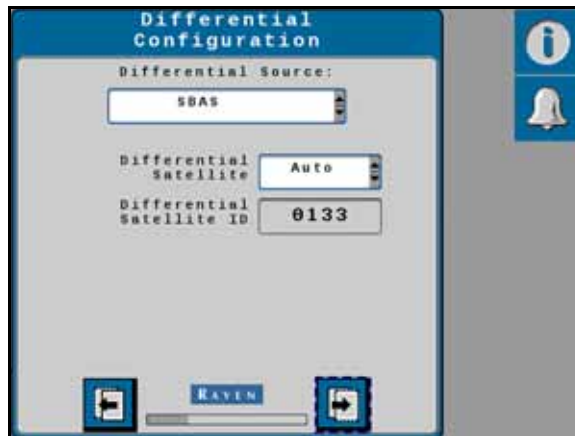 Differential
Configuration
Differential Source:
SBAS
Differential
Satellite
Auto
Differential
Satellite ID
0133
RAVEN